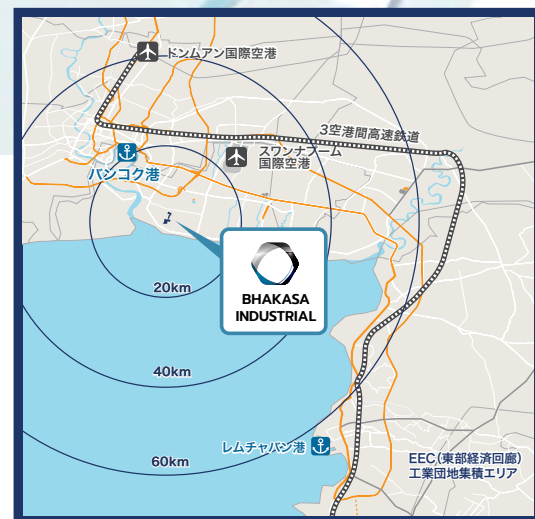 ドンムアン国際空港
3空港間高速鉄道
スワンナプーム
国際空港
バンコク港
BHAKASA
INDUSTRIAL
20km
40km
レムチャバン港
EEC(東部経済回廊)
工業団地集積エリア
60km